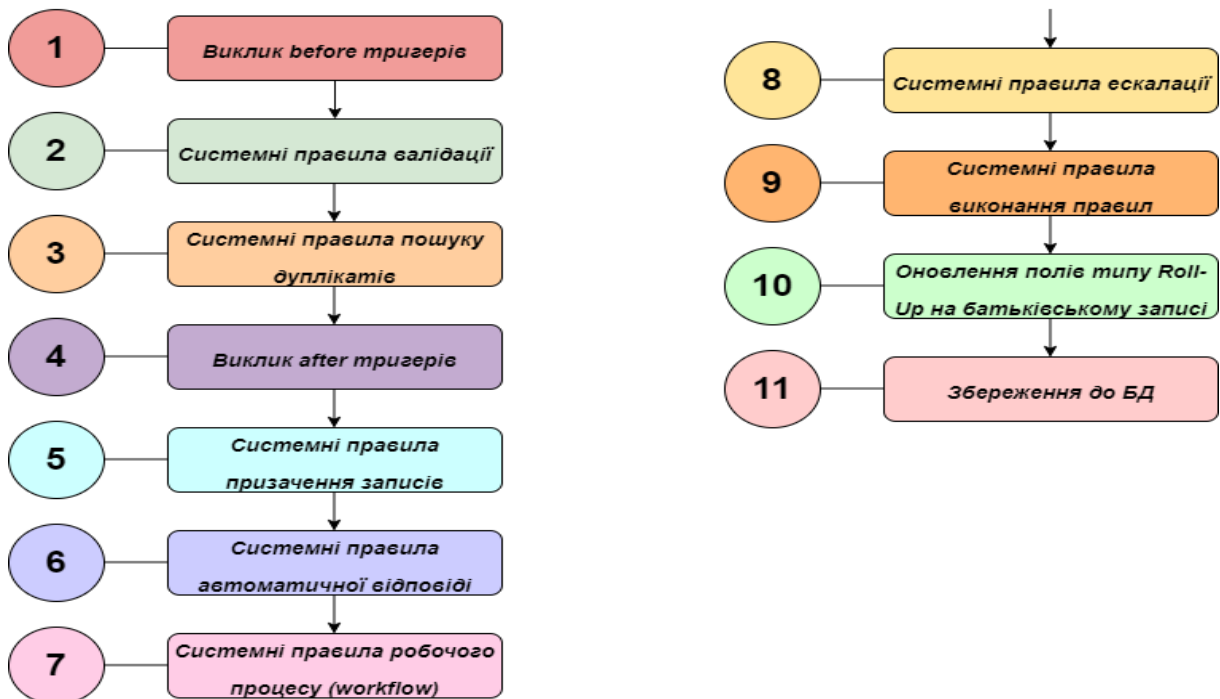 1
Виклик before тригерів
2
Системні правила валідації
3
Системні правила пошуку
дуплікатів
4
Виклик after тригерів
5
Системні правила
призачення записів
6
Системні правила
автоматичної відповіді
7
Системні правила робочого
процесу (workflow)
8
Системні правила ескалації
9
Системні правила
виконання правил
10
Оновлення полів типу Roll-
Up на батьківському записі
11
Збереження до БД